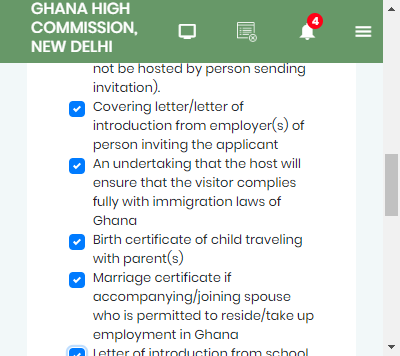 GHANA HIGH
COMMISSION,
NEW DELHI
4
not be hosted by person sending
invitation).
Covering letter/letter of
introduction from employer(s) of
person inviting the applicant
An undertaking that the host will
ensure that the visitor complies
fully with immigration laws of
Ghana
Birth certificate of child traveling
with parent(s)
Marriage certificate if
accompanying/joining spouse
who is permitted to reside/take up
employment in Ghana
Letter of introduction from school